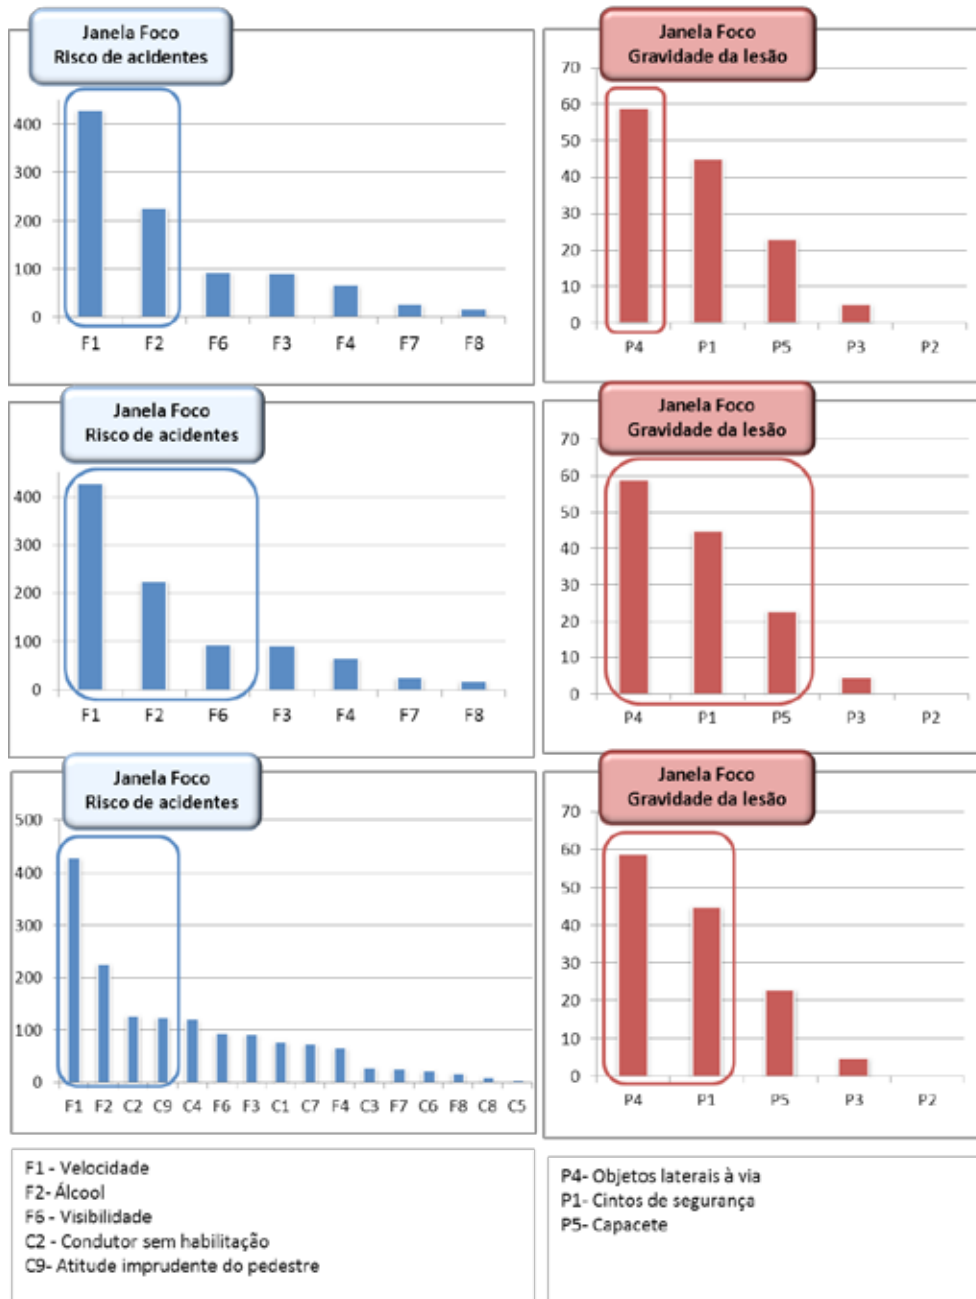 Janela Foco
Risco de acidentes
400
300
200
100
0
F1 F2 F6 F3 F4 F7 F8
Janela Foco
Gravidade da lesão
70
60
50
40
30
20
10
0
P4 P1 P5 P3 P2
Janela Foco
Risco de acidentes
400
300
200
100
0
F1 F2 F6 F3 F4 F7 F8
Janela Foco
Gravidade da lesão
70
60
50
40
30
20
10
0
P4 P1 P5 P3 P2
Janela Foco
Risco de acidentes
500
400
300
200
100
0
F1 F2 C2 C9 C4 F6 F3 C1 C7 F4 C3 F7 C6 F8 C8 C5
Janela Foco
Gravidade da lesão
70
60
50
40
30
20
10
0
P4 P1 P5 P3 P2
F1 - Velocidade
F2- Álcool
F6 - Visibilidade
C2 - Condutor sem habilitação
C9- Atitude imprudente do pedestre
P4- Objetos laterais à via
P1- Cintos de segurança
P5- Capacete